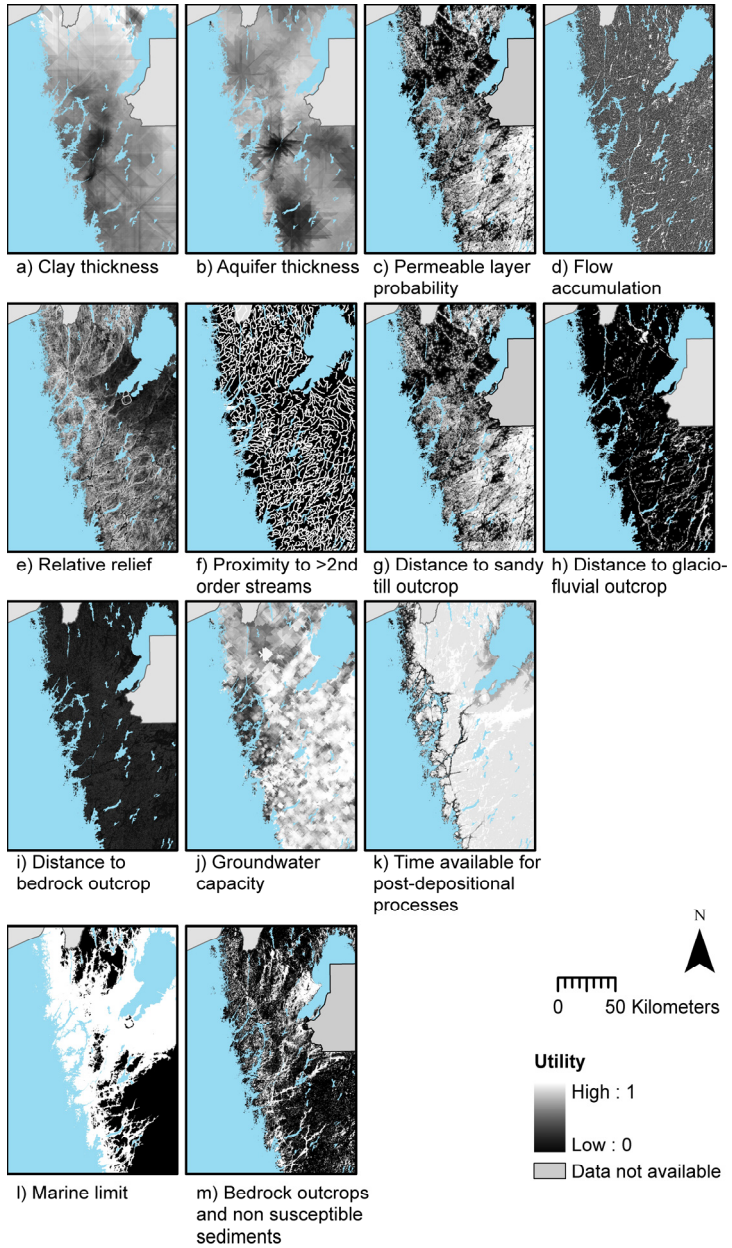 a) Clay thickness
b) Aquifer thickness
c) Permeable layer
probability
d) Flow
accumulation
e) Relative relief
f) Proximity to >2nd
order streams
g) Distance to sandy
till outcrop
h) Distance to glacio-
fluvial outcrop
i) Distance to
bedrock outcrop
j) Groundwater
capacity
k) Time available for
post-depositional
processes
N
0 50 Kilometers
Utility
High : 1
Low : 0
Data not available
l) Marine limit
m) Bedrock outcrops
and non susceptible
sediments